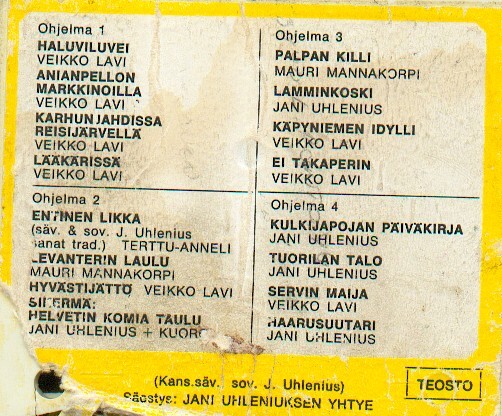 Ohjelma 1
HALUVILUVEI
VEIKKO LAVI
ANIANPELLON
MARKKINOILLA
VEIKKO LAVI
KARHUNJAHDISSA
REISIJÄRVELLÄ
VEIKKO LAVI
LÄÄKÄRISSÄ
VEIKKO LAVI
Ohjelma 2
ENTINEN LIKKA
(säv. & sov. J. Uhlenius
sanat trad.) TERTTU-ANNELI
LEVANTERIN LAULU
MAURI MANNAKORPI
HYVÄSTIJÄTTÖ VEIKKO LAVI
SIKERMÄ:
HELVETIN KOMIA TAULU
JANI UHLENIUS + KUORO
Ohjelma 3
PALPAN KILLI
MAURI MANNAKORPI
LAMMINKOSKI
JANI UHLENIUS
KÄPYNIEMEN IDYLLI
VEIKKO LAVI
EI TAKAPERIN
VEIKKO LAVI
Ohjelma 4
KULKIJAPOJAN PÄIVÄKIRJA
JANI UHLENIUS
TUORILAN TALO
JANI UHLENIUS
SERVIN MAIJA
VEIKKO LAVI
HAARUSUUTARI
JANI UHLENIUS
(Kans.säv. sov. J. Uhlenius)
Säestys: JANI UHLENIUKSEN YHTYE
TEOSTO